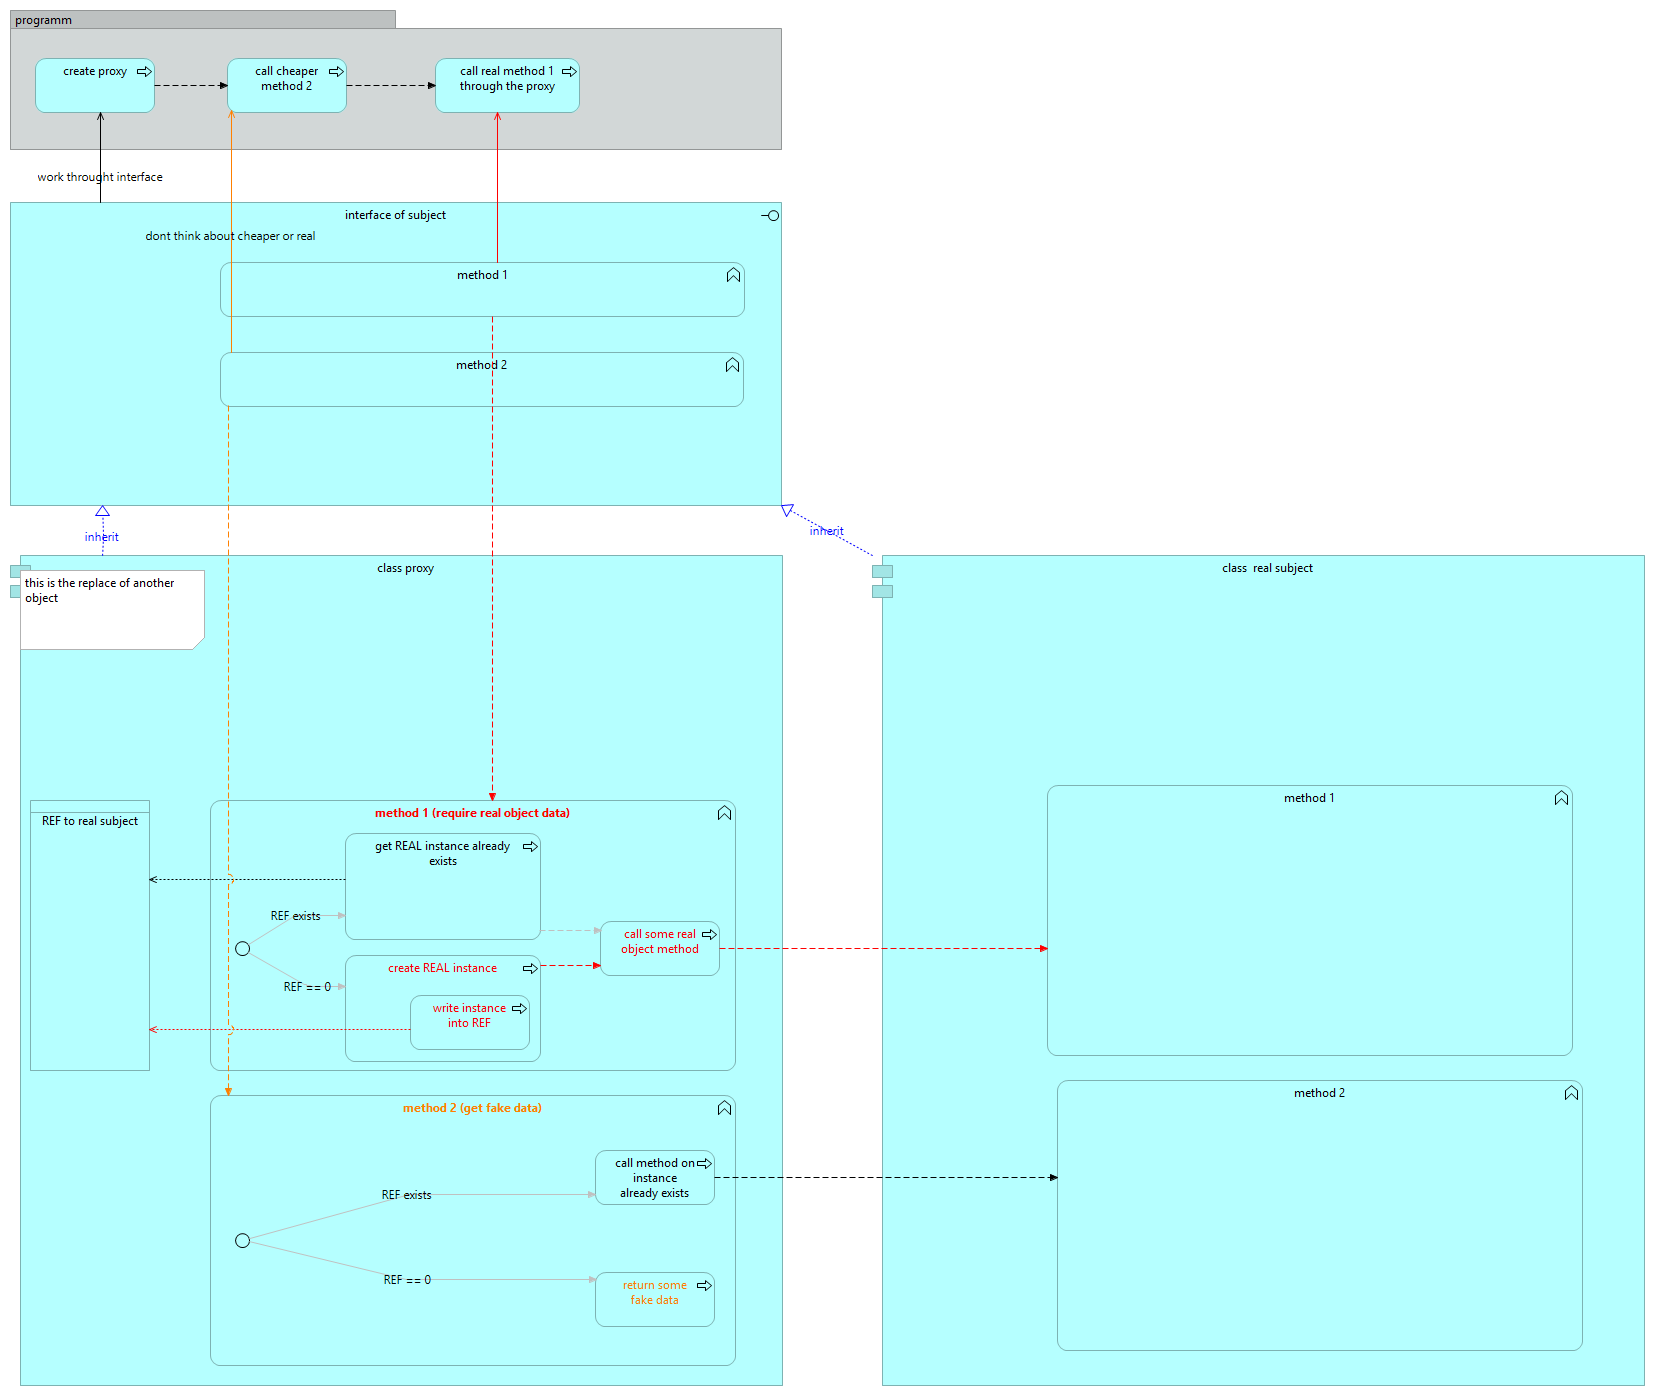 programm
create proxy
call cheaper
method 2
call real method 1
through the proxy
work throught interface
interface of subject
dont think about cheaper or real
method 1
method 2
inherit
inherit
class proxy
this is the replace of another
object
REF to real subject
method 1 (require real object data)
get REAL instance already
exists
REF exists
REF == 0
create REAL instance
write instance
into REF
call some real
object method
method 2 (get fake data)
REF exists
call method on
instance
already exists
REF == 0
return some
fake data
class  real subject
method 1
method 2